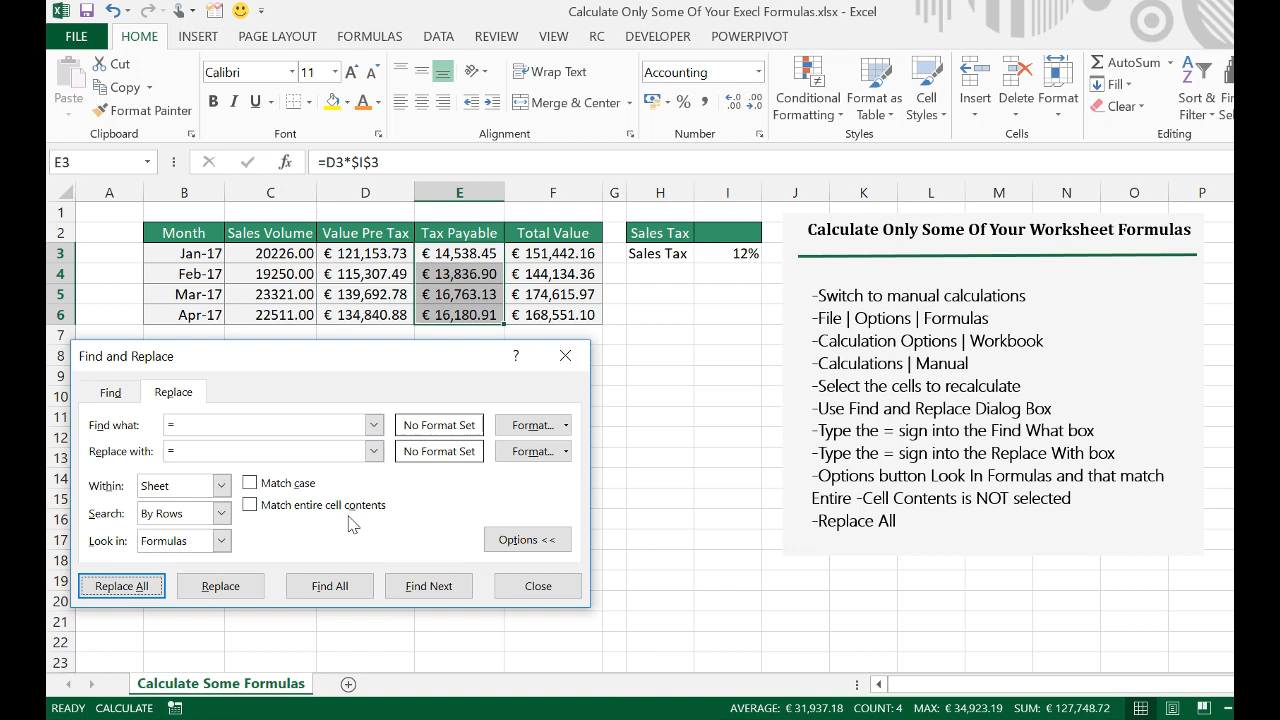 Calculate Only Some Of Your Excel Formulas.xlsx - Excel
FILE HOME INSERT PAGE LAYOUT FORMULAS DATA REVIEW VIEW RC DEVELOPER POWERPIVOT
Paste
Cut
Copy
Format Painter
Clipboard
Calibri 11
B I U
Font
Wrap Text
Merge & Center
Alignment
Accounting
%
Number
Conditional Formatting
Format as Table
Cell Styles
Styles
Insert Delete Format
Cells
AutoSum
Fill
Clear
Sort & Filter
Editing
E3 fx =D3*$I$3
A B C D E F G H I J K L M N O P
1
2 Month Sales Volume Value Pre Tax Tax Payable Total Value Sales Tax
3 Jan-17 20226.00 € 121,153.73 € 14,538.45 € 151,442.16 Sales Tax 12%
4 Feb-17 19250.00 € 115,307.49 € 13,836.90 € 144,134.36
5 Mar-17 23321.00 € 139,692.78 € 16,763.13 € 174,615.97
6 Apr-17 22511.00 € 134,840.88 € 16,180.91 € 168,551.10
7
8
9
10
11
12
13
14
15
16
17
18
19
20
21
22
23
Find and Replace ?
Find Replace
Find what: = No Format Set Format...
Replace with: = No Format Set Format...
Within: Sheet Match case
Search: By Rows Match entire cell contents
Look in: Formulas Options <<
Replace All Replace Find All Find Next Close
Calculate Only Some Of Your Worksheet Formulas
-Switch to manual calculations
-File | Options | Formulas
-Calculation Options | Workbook
-Calculations | Manual
-Select the cells to recalculate
-Use Find and Replace Dialog Box
-Type the = sign into the Find What box
-Type the = sign into the Replace With box
-Options button Look In Formulas and that match
Entire -Cell Contents is NOT selected
-Replace All
Calculate Some Formulas
READY CALCULATE AVERAGE: € 31,937.18 COUNT: 4 MAX: € 34,923.19 SUM: € 127,748.72